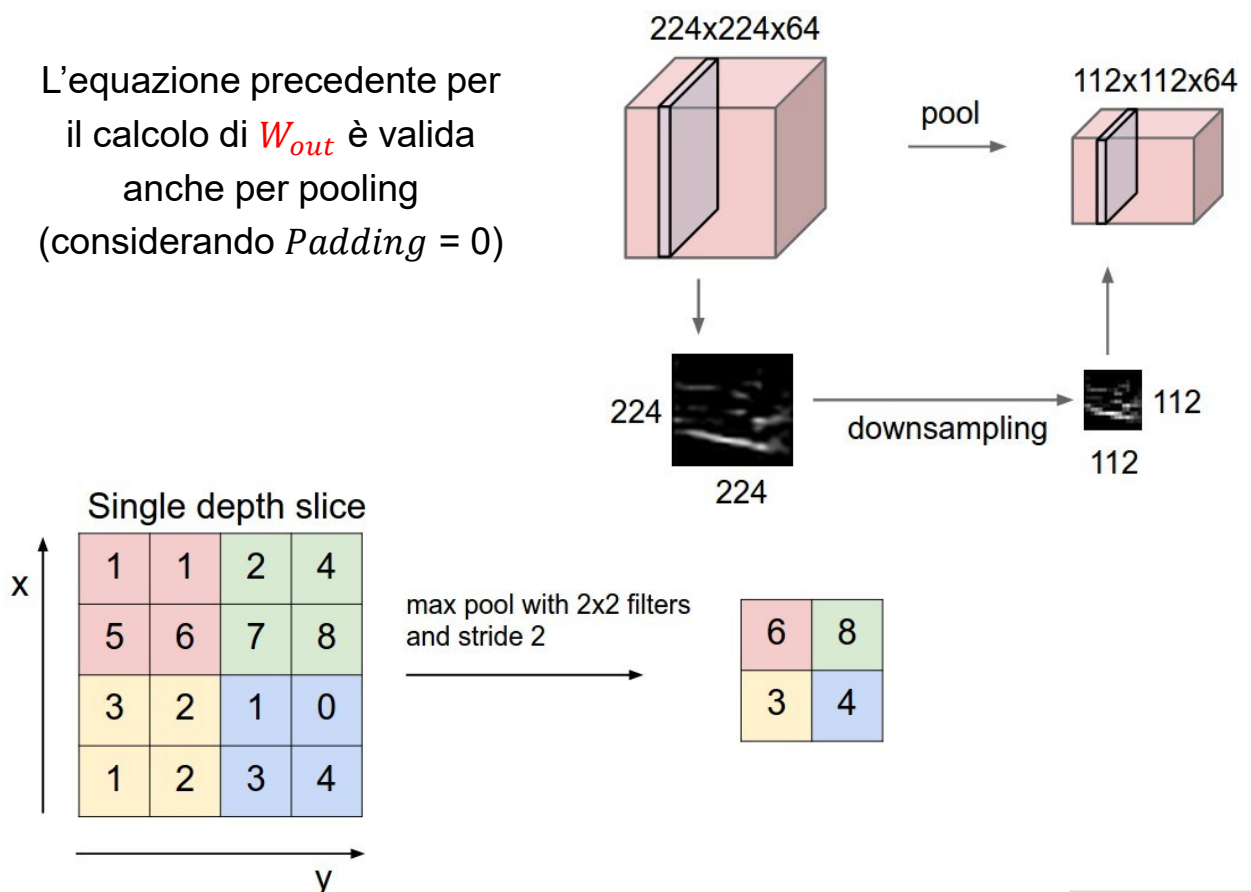 L'equazione precedente per
il calcolo di W_out è valida
anche per pooling
(considerando Padding = 0)
224x224x64
pool
112x112x64
224
224
downsampling
112
112
Single depth slice
x
1 1 2 4
5 6 7 8
3 2 1 0
1 2 3 4
y
max pool with 2x2 filters
and stride 2
6 8
3 4